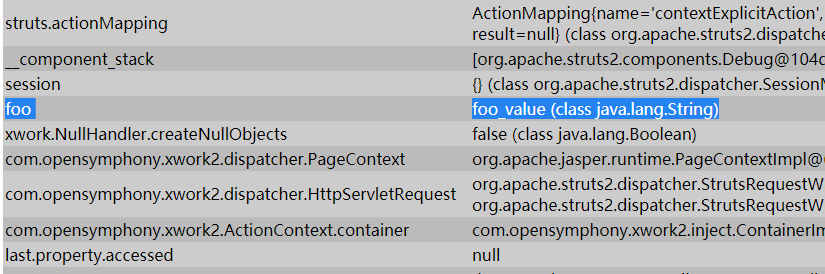 struts.actionMapping
ActionMapping{name='contextExplicitAction',
result=null} (class org.apache.struts2.dispatche
__component_stack
[org.apache.struts2.components.Debug@104c
session
{} (class org.apache.struts2.dispatcher.SessionM
foo
foo_value (class java.lang.String)
xwork.NullHandler.createNullObjects
false (class java.lang.Boolean)
com.opensymphony.xwork2.dispatcher.PageContext
org.apache.jasper.runtime.PageContextImpl@
com.opensymphony.xwork2.dispatcher.HttpServletRequest
org.apache.struts2.dispatcher.StrutsRequestW
org.apache.struts2.dispatcher.StrutsRequestW
com.opensymphony.xwork2.ActionContext.container
com.opensymphony.xwork2.inject.ContainerIm
last.property.accessed
null